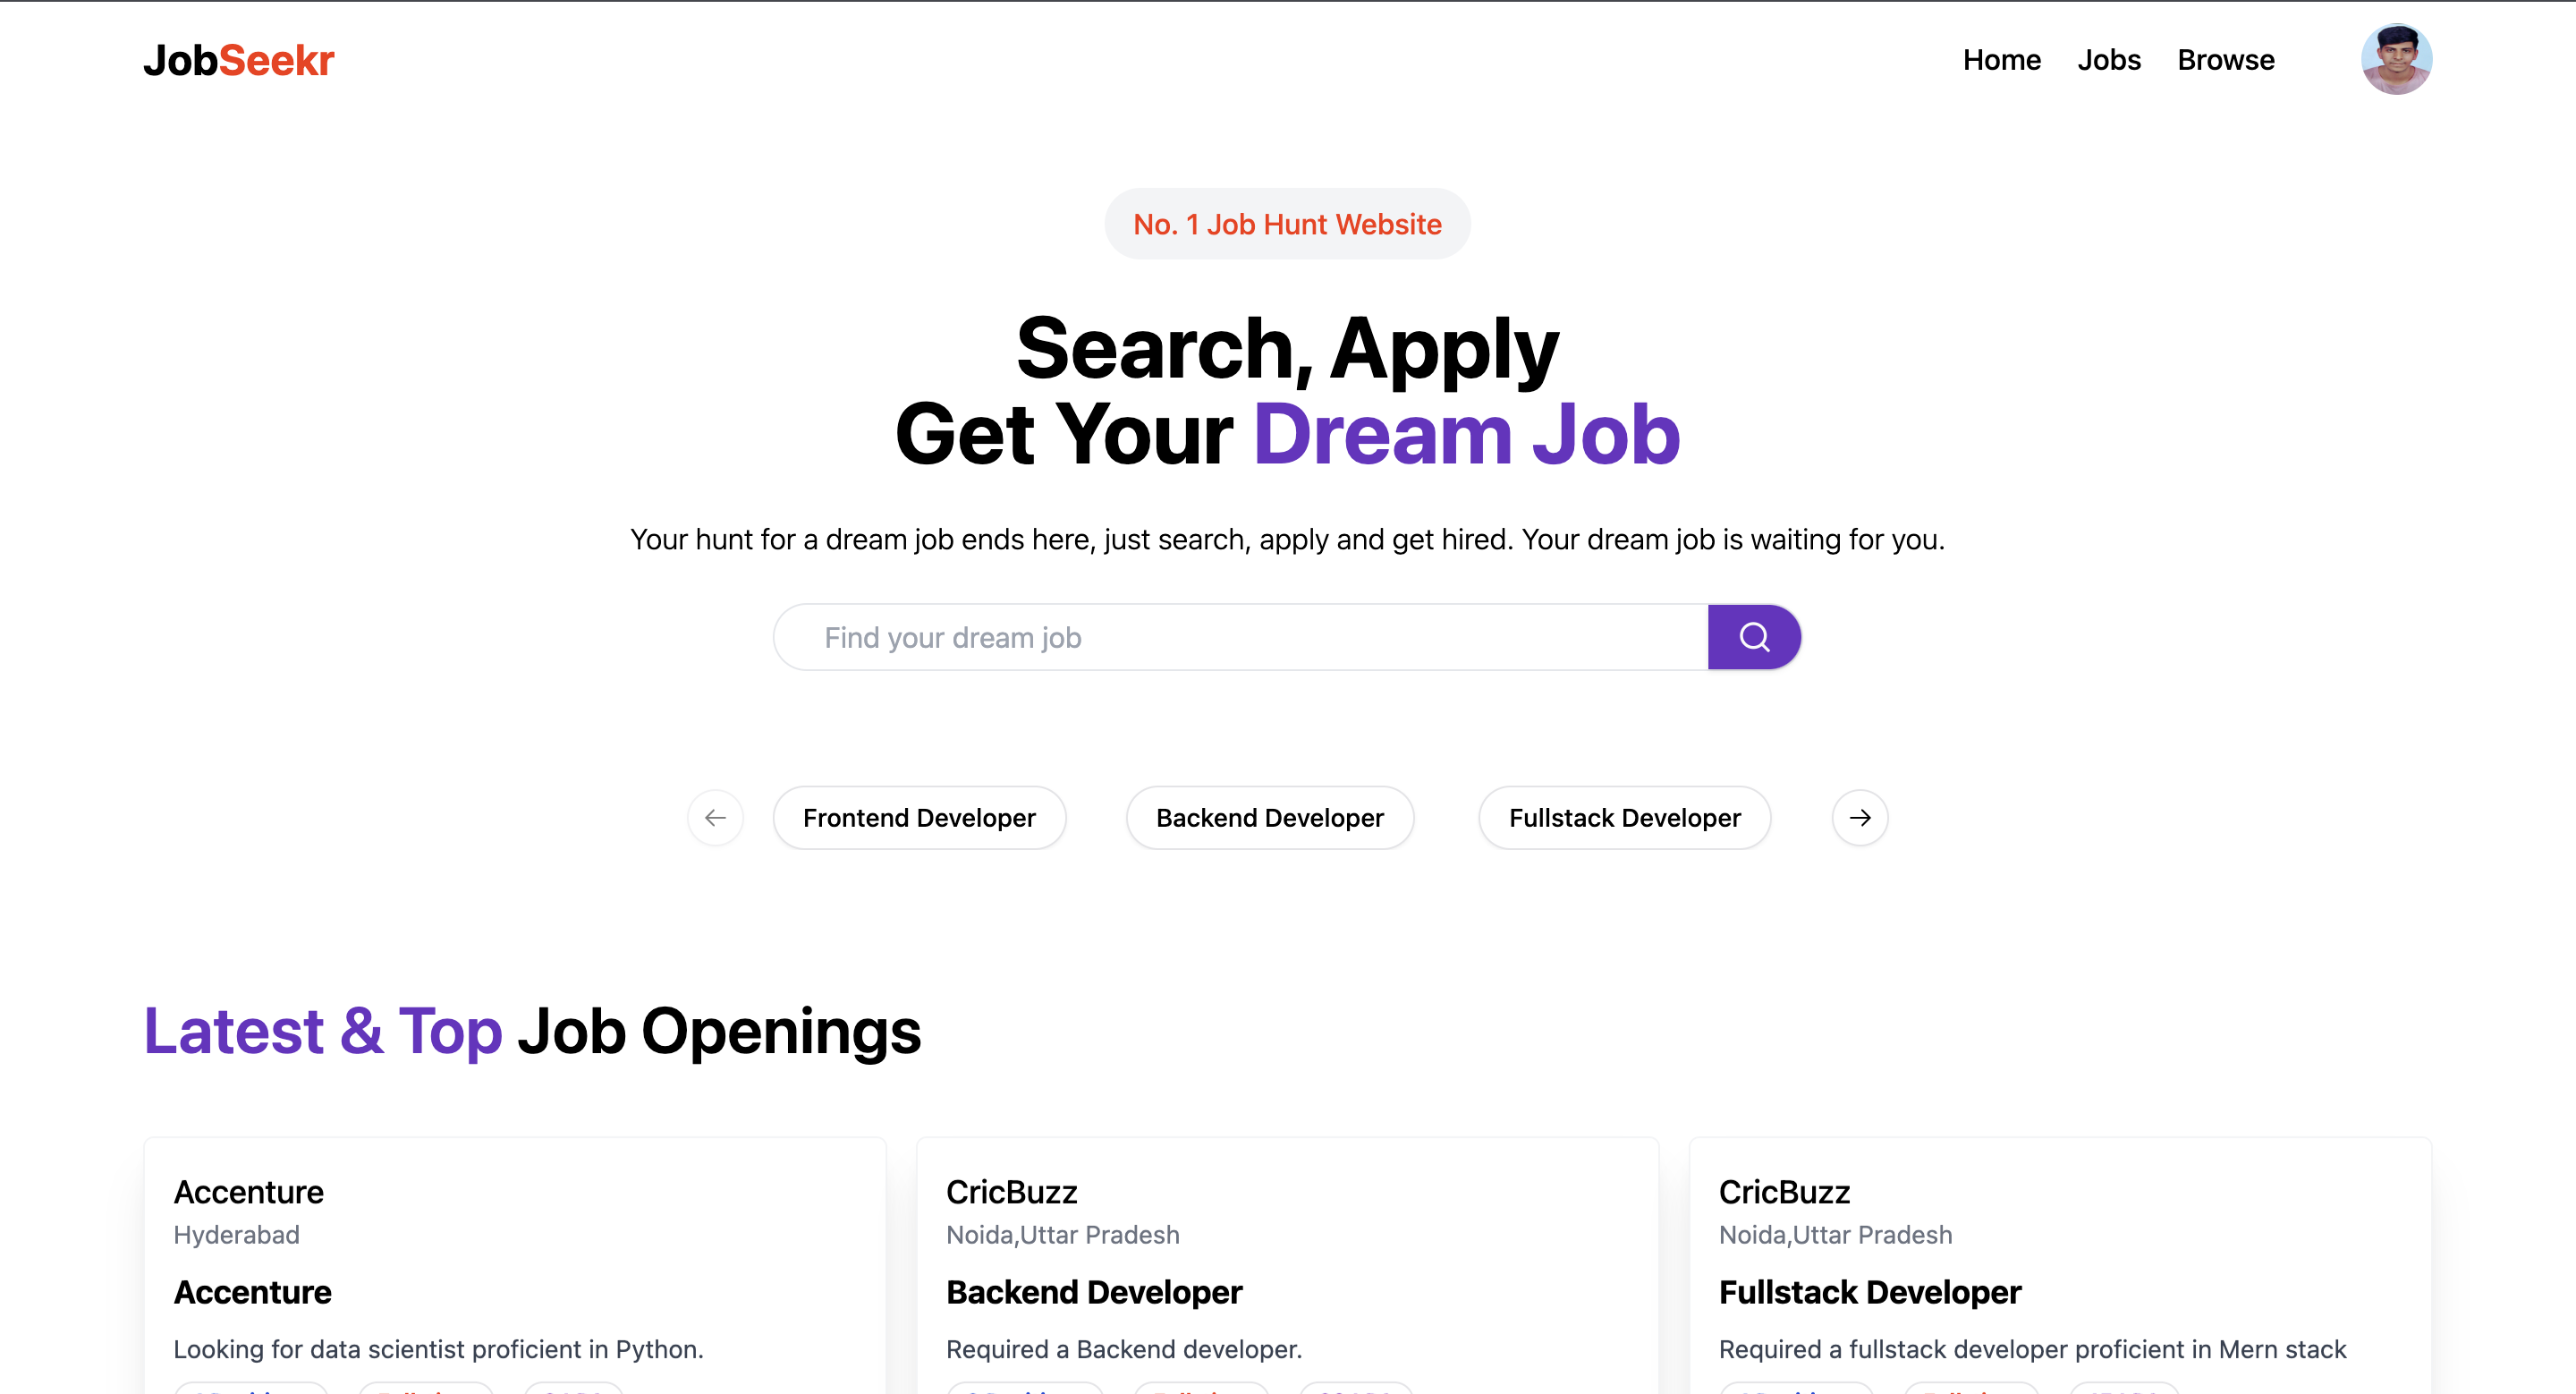 JobSeekr
Home Jobs Browse
No. 1 Job Hunt Website
Search, Apply
Get Your Dream Job
Your hunt for a dream job ends here, just search, apply and get hired. Your dream job is waiting for you.
Find your dream job
Frontend Developer Backend Developer Fullstack Developer
Latest & Top Job Openings
Accenture
Hyderabad
Accenture
Looking for data scientist proficient in Python.
CricBuzz
Noida,Uttar Pradesh
Backend Developer
Required a Backend developer.
CricBuzz
Noida,Uttar Pradesh
Fullstack Developer
Required a fullstack developer proficient in Mern stack